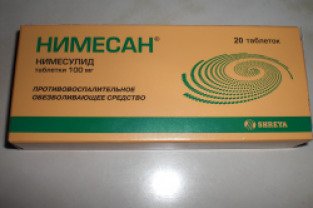 НИМЕСАН®
20 таблеток
НИМЕСУЛИД
таблетки 100 мг
ПРОТИВОВОСПАЛИТЕЛЬНОЕ
ОБЕЗБОЛИВАЮЩЕЕ СРЕДСТВО
SHREYA